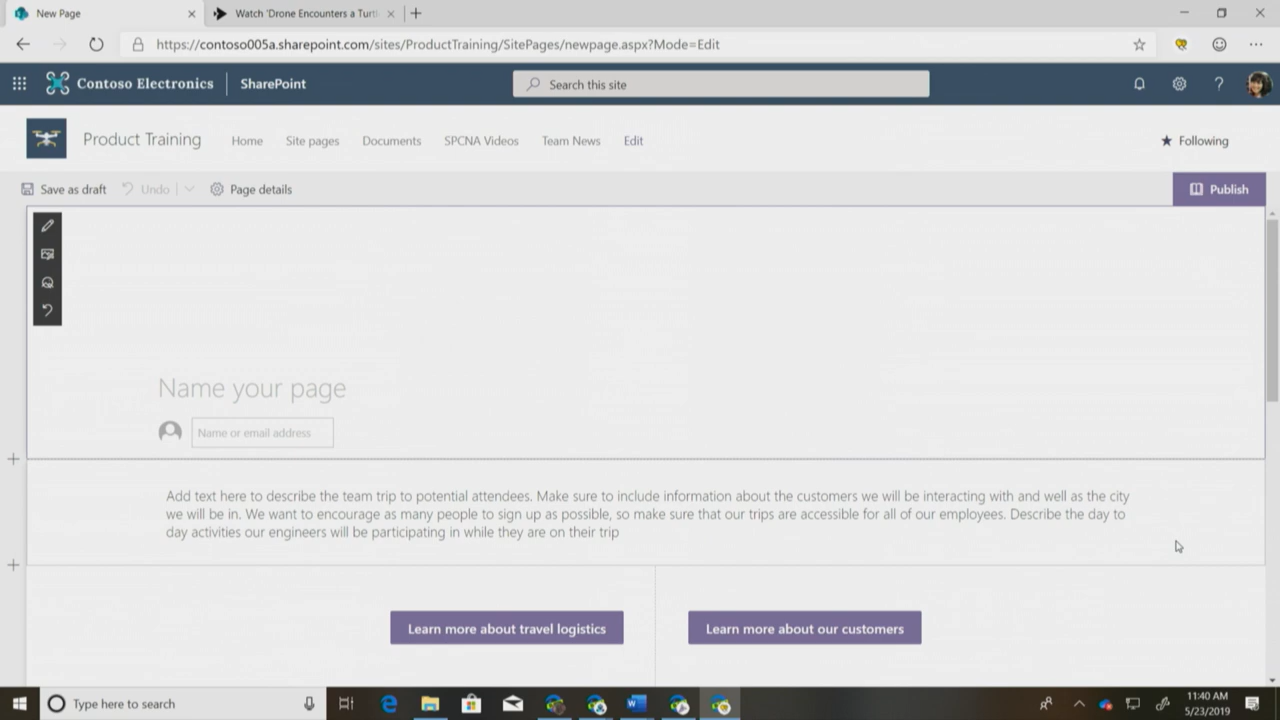 New Page
Watch 'Drone Encounters a Turt
https://contoso005a.sharepoint.com/sites/ProductTraining/SitePages/newpage.aspx?Mode=Edit
Contoso Electronics
SharePoint
Search this site
Product Training
Home
Site pages
Documents
SPCNA Videos
Team News
Edit
Following
Save as draft
Undo
Page details
Publish
Name your page
Name or email address
Add text here to describe the team trip to potential attendees. Make sure to include information about the customers we will be interacting with and well as the city
we will be in. We want to encourage as many people to sign up as possible, so make sure that our trips are accessible for all of our employees. Describe the day to
day activities our engineers will be participating in while they are on their trip
Learn more about travel logistics
Learn more about our customers
Type here to search
11:40 AM
5/23/2019